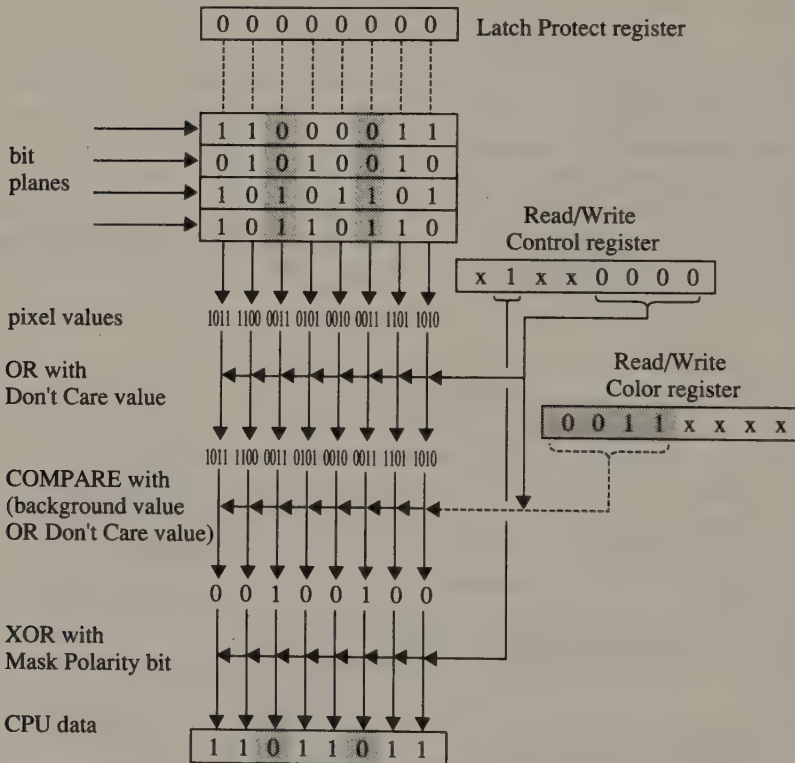 0 0 0 0 0 0 0 0 Latch Protect register
1 1 0 0 0 0 1 1
bit
planes
0 1 0 1 0 0 1 0
1 0 1 0 1 1 0 1
1 0 1 1 0 1 1 0
Read/Write
Control register
x 1 x x 0 0 0 0
pixel values 1011 1100 0011 0101 0010 0011 1101 1010
OR with
Don't Care value
Read/Write
Color register
0 0 1 1 x x x x
1011 1100 0011 0101 0010 0011 1101 1010
COMPARE with
(background value
OR Don't Care value)
0 0 1 0 0 1 0 0
XOR with
Mask Polarity bit
CPU data
1 1 0 1 1 0 1 1